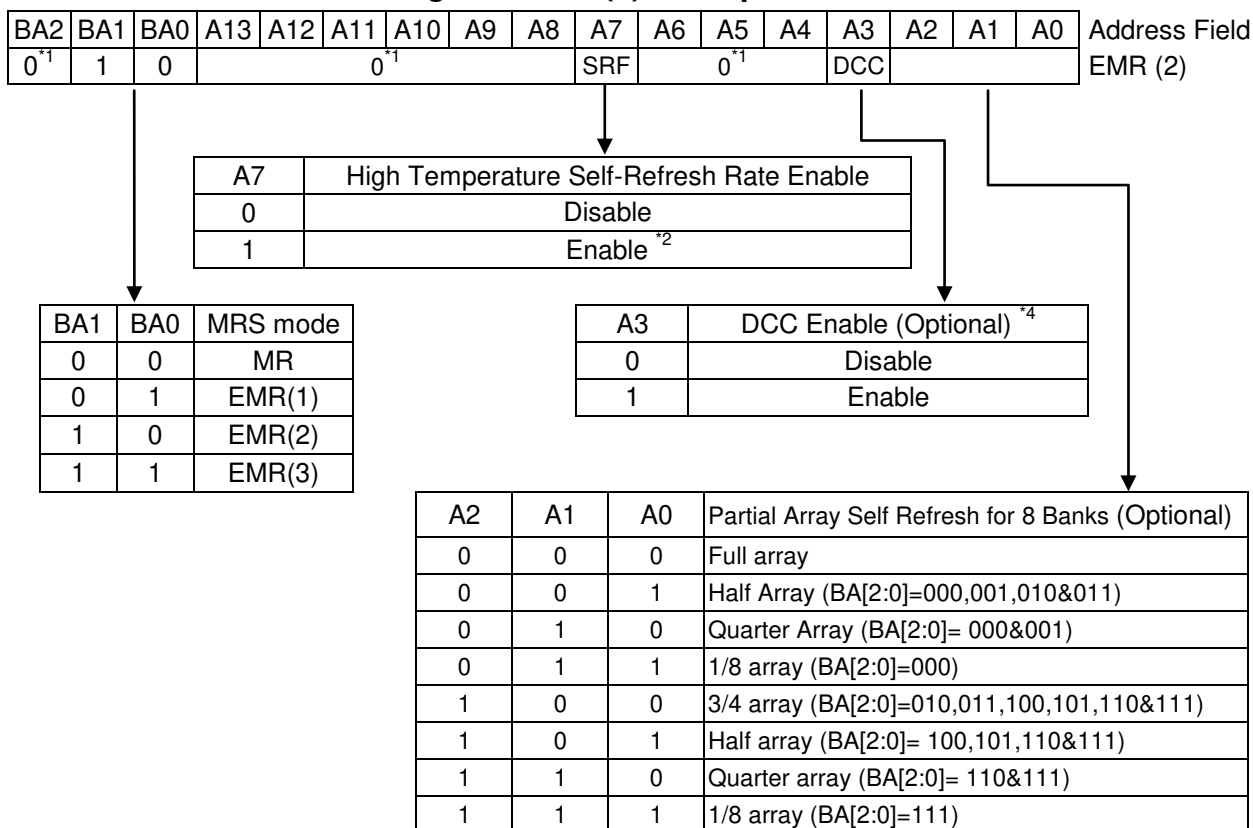 BA2 BA1 BA0 A13 A12 A11 A10 A9 A8 A7 A6 A5 A4 A3 A2 A1 A0 Address Field
0*1 1 0 0*1 SRF 0*1 DCC EMR (2)
A7 High Temperature Self-Refresh Rate Enable
0 Disable
1 Enable *2
BA1 BA0 MRS mode
0 0 MR
0 1 EMR(1)
1 0 EMR(2)
1 1 EMR(3)
A3 DCC Enable (Optional) *4
0 Disable
1 Enable
A2 A1 A0 Partial Array Self Refresh for 8 Banks (Optional)
0 0 0 Full array
0 0 1 Half Array (BA[2:0]=000,001,010&011)
0 1 0 Quarter Array (BA[2:0]= 000&001)
0 1 1 1/8 array (BA[2:0]=000)
1 0 0 3/4 array (BA[2:0]=010,011,100,101,110&111)
1 0 1 Half array (BA[2:0]= 100,101,110&111)
1 1 0 Quarter array (BA[2:0]= 110&111)
1 1 1 1/8 array (BA[2:0]=111)